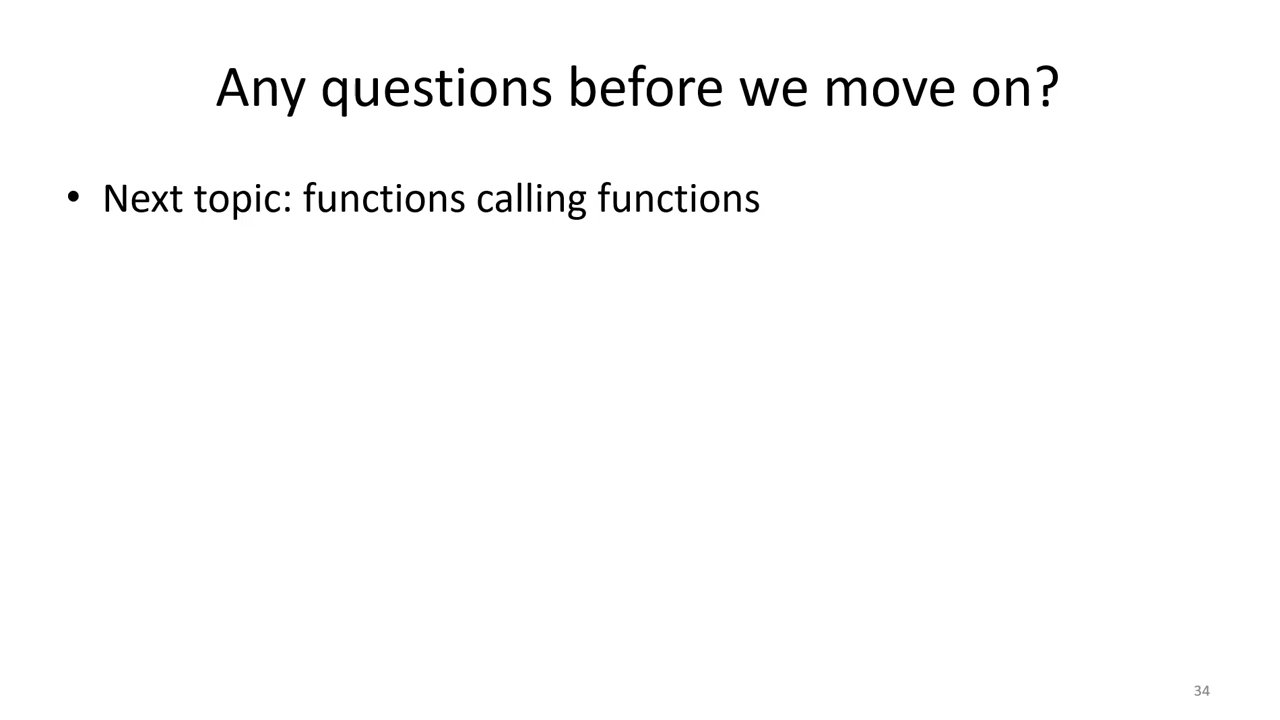 Any questions before we move on?
• Next topic: functions calling functions
34